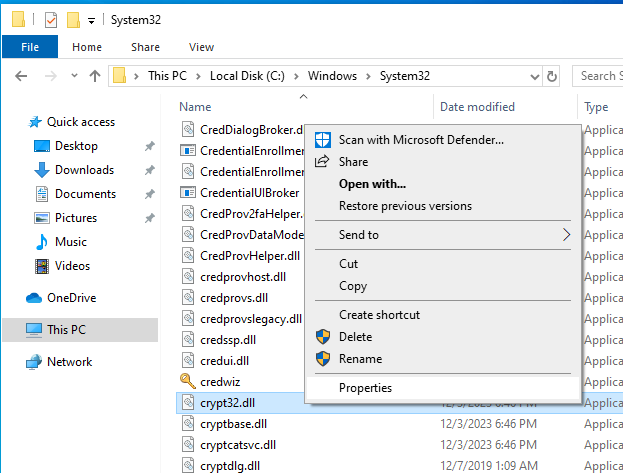 System32
File Home Share View
This PC Local Disk (C:) Windows System32
Search S
Name Date modified Type
Quick access
Desktop
Downloads
Documents
Pictures
Music
Videos
OneDrive
This PC
Network
CredDialogBroker.d
CredentialEnrollmer
CredentialEnrollmer
CredentialUIBroker
CredProv2faHelper.
CredProvDataMode
CredProvHelper.dll
credprovhost.dll
credprovs.dll
credprovslegacy.dll
credssp.dll
credui.dll
credwiz
crypt32.dll 12/3/2023 6:46 PM Applica
cryptbase.dll 12/3/2023 6:46 PM Applica
cryptcatsvc.dll 12/3/2023 6:46 PM Applica
cryptdlg.dll 12/7/2019 1:09 AM Applica
Applica
Applica
Applica
Applica
Applica
Applica
Applica
Applica
Applica
Applica
Applica
Applica
Applica
Scan with Microsoft Defender...
Share
Open with...
Restore previous versions
Send to
Cut
Copy
Create shortcut
Delete
Rename
Properties